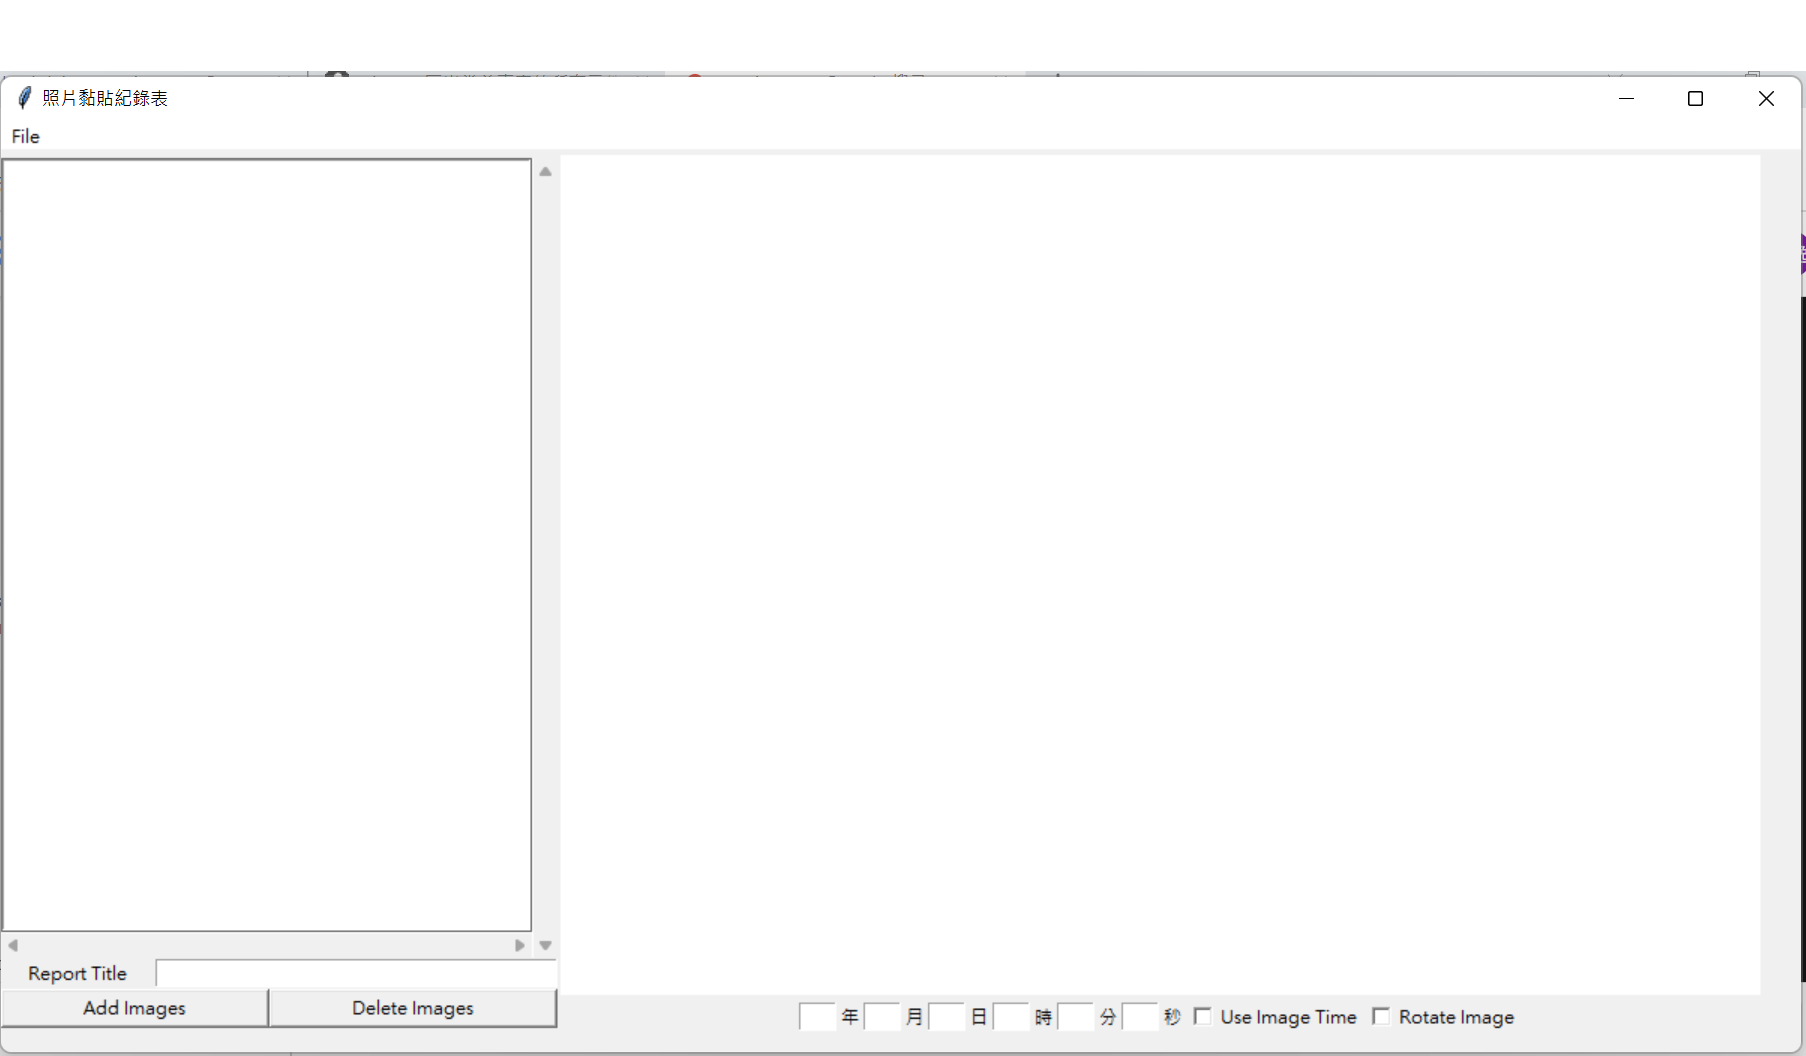 照片黏貼紀錄表
File
Report Title
Add Images Delete Images
年 月 日 時 分 秒 Use Image Time Rotate Image